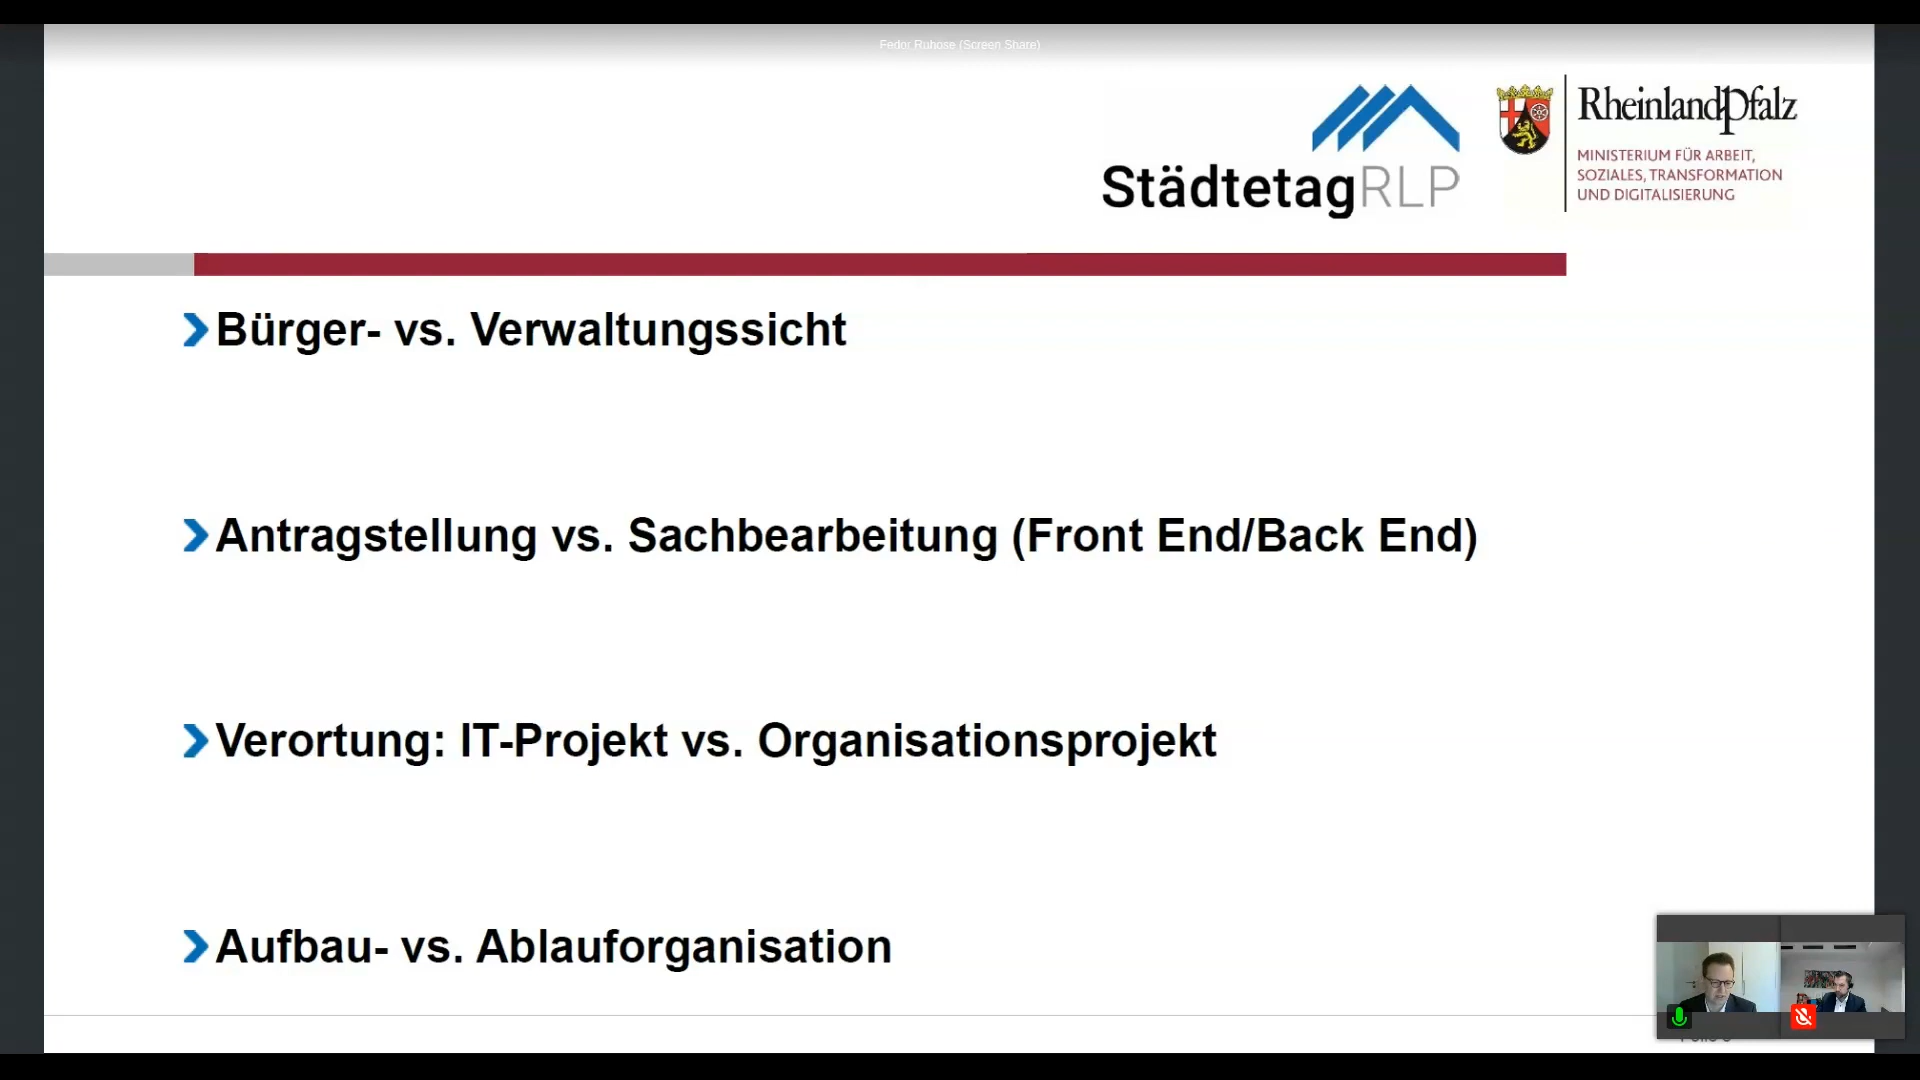 Fedor Ruhose (Screen Share)
StädtetagRLP
RheinlandPfalz
MINISTERIUM FÜR ARBEIT,
SOZIALES, TRANSFORMATION
UND DIGITALISIERUNG
Bürger- vs. Verwaltungssicht
Antragstellung vs. Sachbearbeitung (Front End/Back End)
Verortung: IT-Projekt vs. Organisationsprojekt
Aufbau- vs. Ablauforganisation